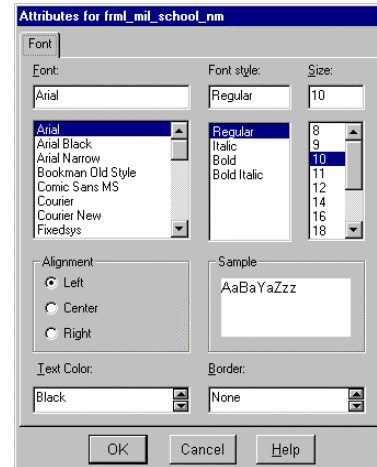 Attributes for frml_mil_school_nm
Font
Font: Font style: Size:
Arial Regular 10
Arial Regular 8
Arial Black Italic 9
Arial Narrow Bold 10
Bookman Old Style Bold Italic 11
Comic Sans MS 12
Courier 14
Courier New 16
Fixedsys 18
Alignment Sample
Left AaBaYaZzz
Center
Right
Text Color: Border:
Black None
OK Cancel Help